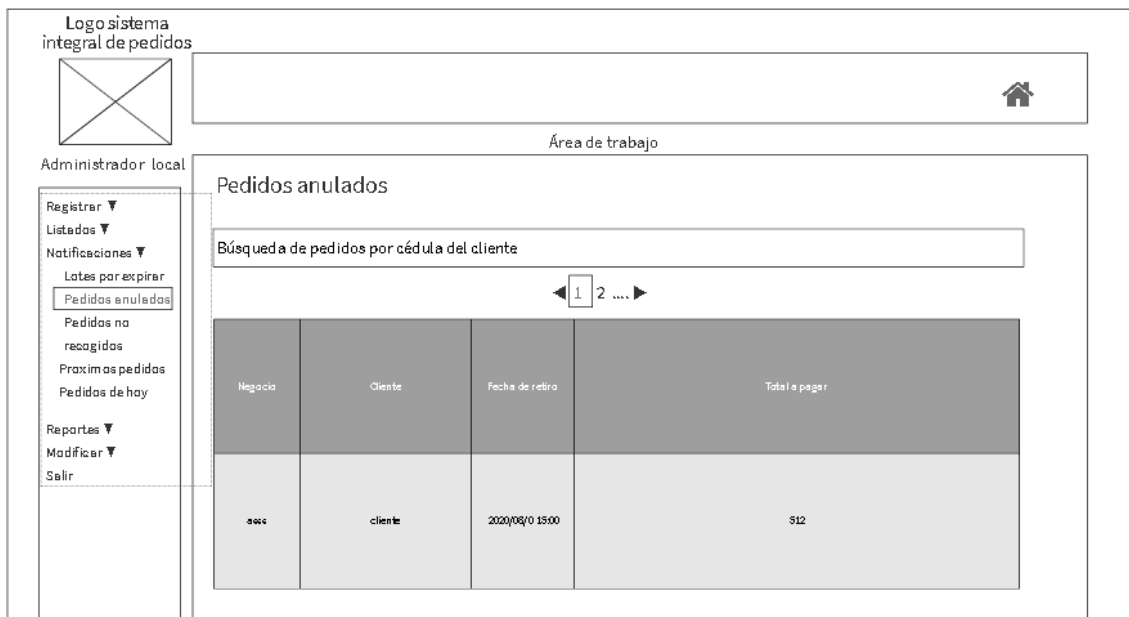 Logo sistema
integral de pedidos
Área de trabajo
Administrador local
Registrar ▼
Listados ▼
Notificaciones ▼
Lotes por expirar
Pedidos anulados
Pedidos no
recogidos
Proximos pedidos
Pedidos de hoy
Reportes ▼
Modificar ▼
Salir
Pedidos anulados
Búsqueda de pedidos por cédula del cliente
◀ 1 2 .... ▶
Negocio Cliente Fecha de retiro Total a pagar
cliente 2020/08/0 15:00 512